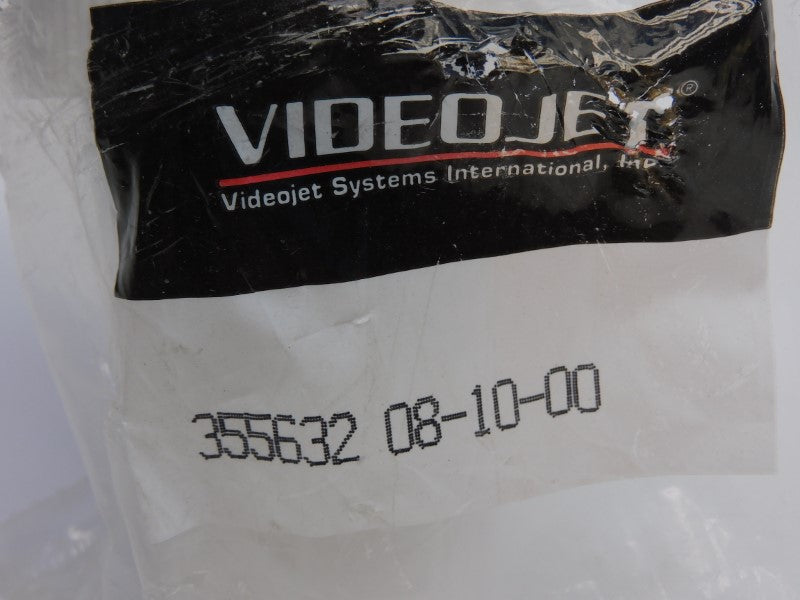 VIDEOJET®
Videojet Systems International, Inc.
355632 08-10-00